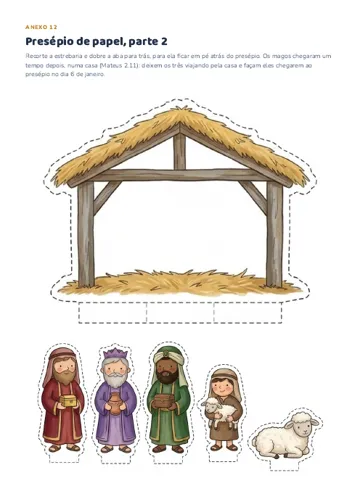 ANEXO 12
Presépio de papel, parte 2
Recorte a estrebaria e dobre a aba para trás, para ela ficar em pé atrás do presépio. Os magos chegaram um
tempo depois, numa casa (Mateus 2.11): deixem os três viajando pela casa e façam eles chegarem ao
presépio no dia 6 de janeiro.